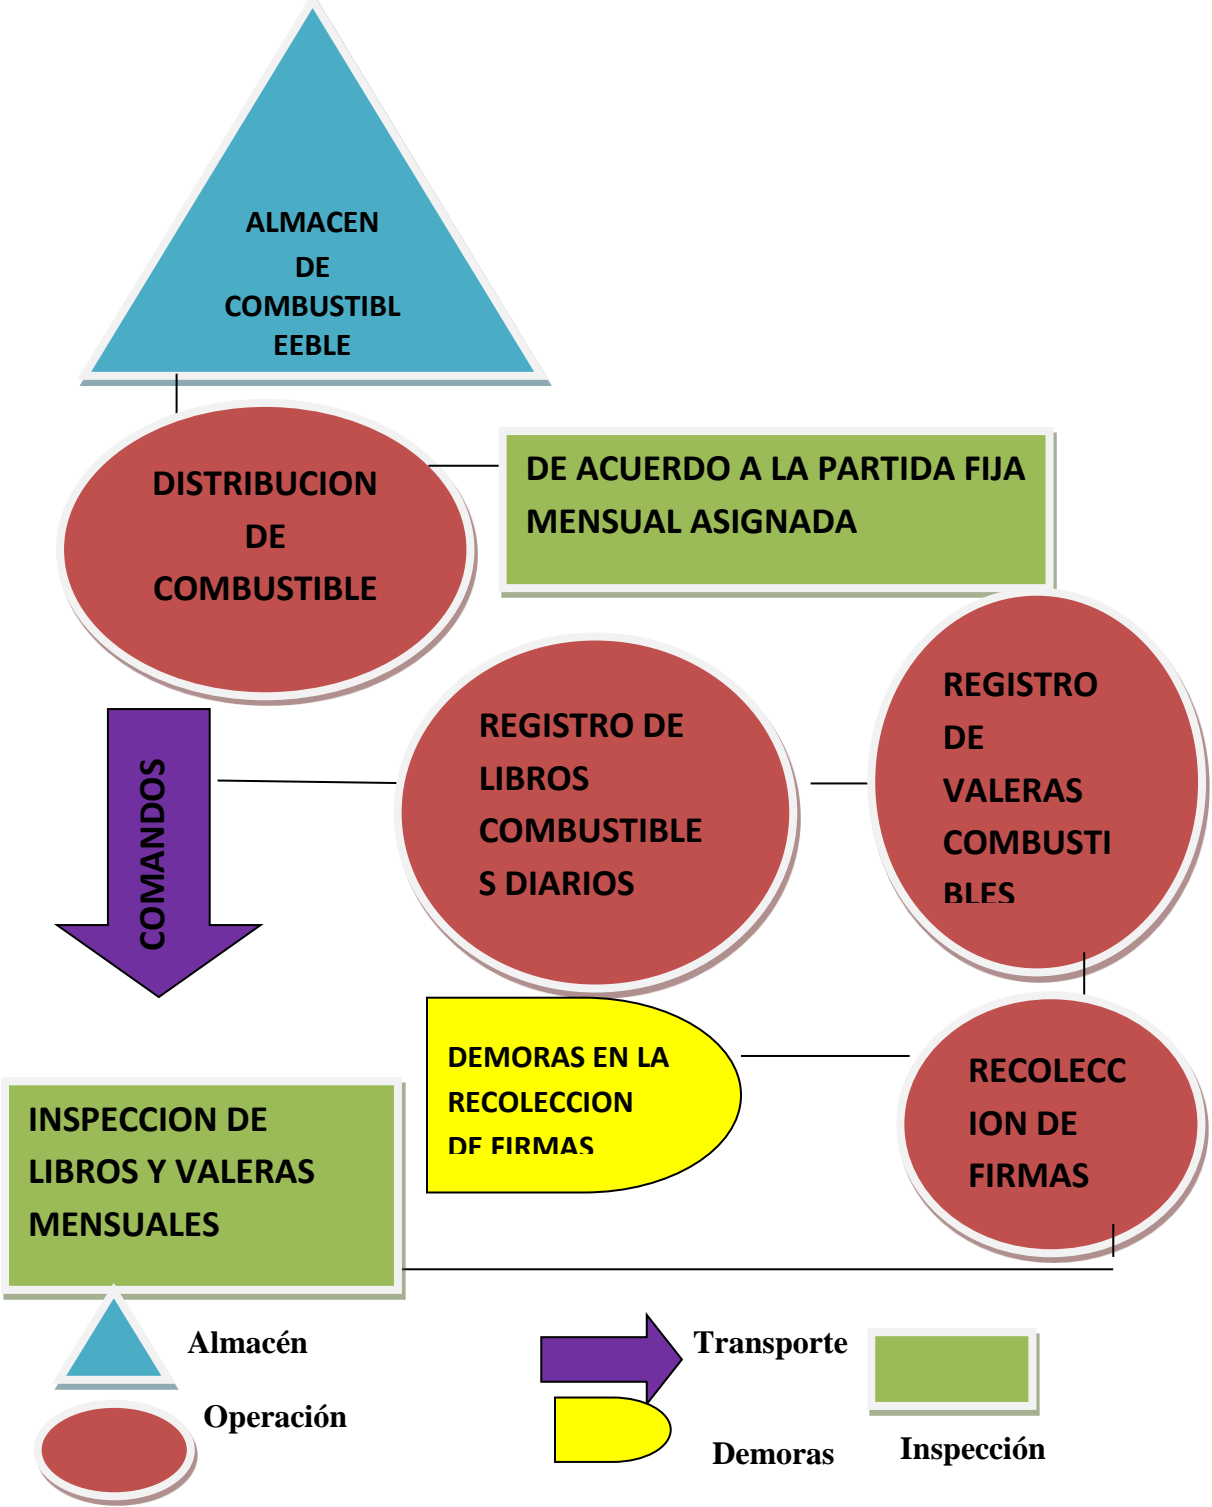 ALMACEN
DE
COMBUSTIBL
EEBLE
DISTRIBUCION
DE
COMBUSTIBLE
DE ACUERDO A LA PARTIDA FIJA
MENSUAL ASIGNADA
REGISTRO
DE
VALERAS
COMBUSTI
BLES
REGISTRO DE
LIBROS
COMBUSTIBLE
S DIARIOS
COMANDOS
DEMORAS EN LA
RECOLECCION
DE FIRMAS
RECOLECC
ION DE
FIRMAS
INSPECCION DE
LIBROS Y VALERAS
MENSUALES
Almacén
Transporte
Operación
Demoras
Inspección